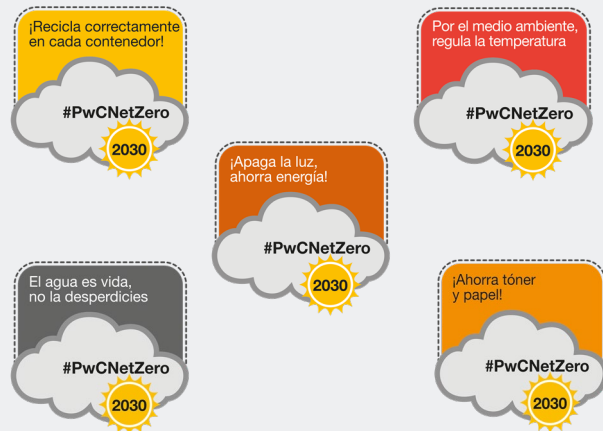 ¡Recicla correctamente
en cada contenedor!
#PwCNetZero
2030
Por el medio ambiente,
regula la temperatura
#PwCNetZero
2030
¡Apaga la luz,
ahorra energía!
#PwCNetZero
2030
El agua es vida,
no la desperdicies
#PwCNetZero
2030
¡Ahorra tóner
y papel!
#PwCNetZero
2030